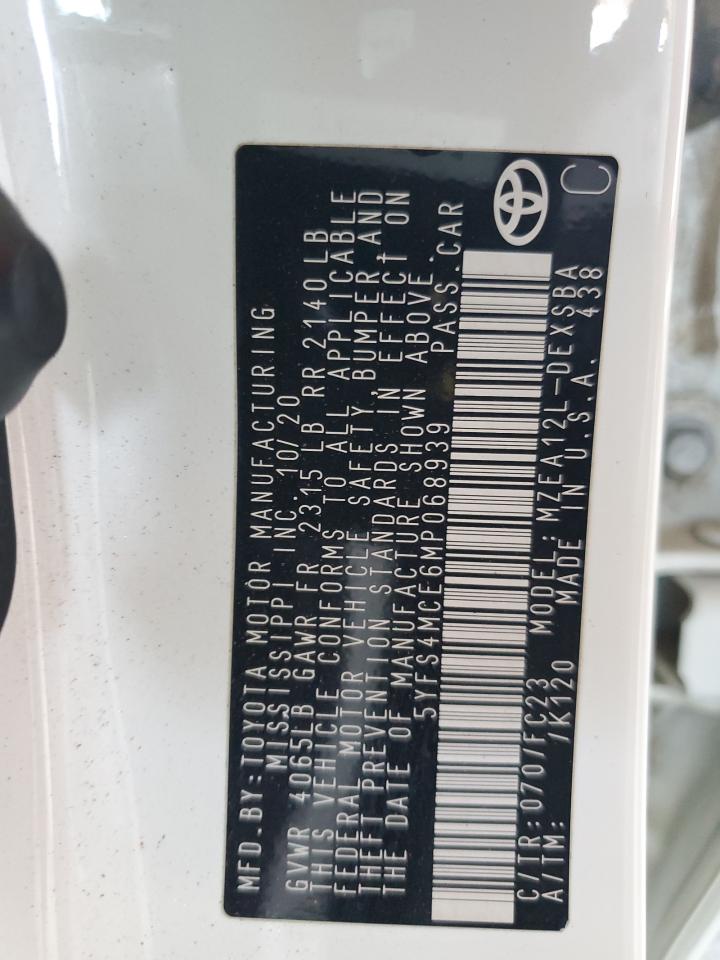 MFD.BY:TOYOTA MOTOR MANUFACTURING
MISSISSIPPI INC. 10/20
GVWR 4065LB GAWR FR 2315 LB RR 2140LB
THIS VEHICLE CONFORMS TO ALL APPLICABLE
FEDERAL MOTOR VEHICLE SAFETY, BUMPER, AND
THEFT PREVENTION STANDARDS IN EFFECT ON
THE DATE OF MANUFACTURE SHOWN ABOVE.
5YFS4MCE6MP068939 PASS.CAR
C/TR: 070/FC23 MODEL: MZEA12L-DEXSBA
A/TM: /K120 MADE IN U.S.A. 438
C